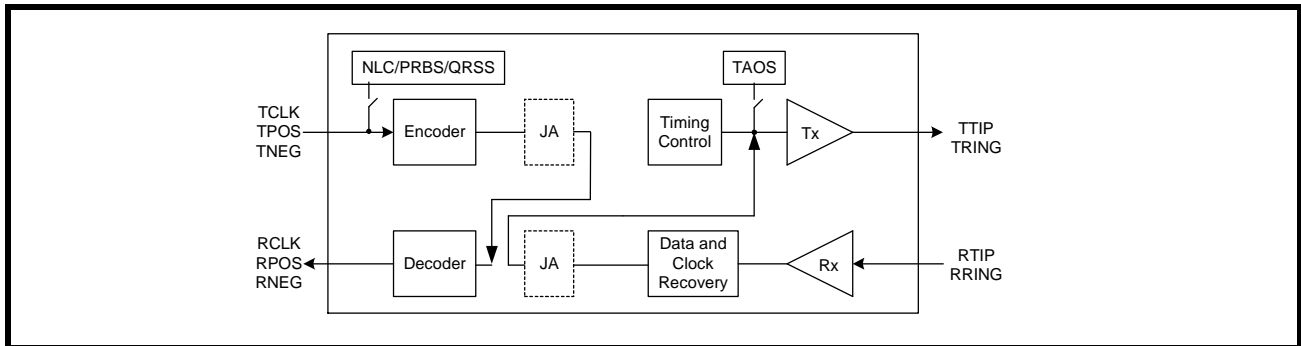 NLC/PRBS/QRSS
TAOS
TCLK
TPOS
TNEG
Encoder
JA
Timing
Control
Tx
TTIP
TRING
RCLK
RPOS
RNEG
Decoder
JA
Data and
Clock
Recovery
Rx
RTIP
RRING